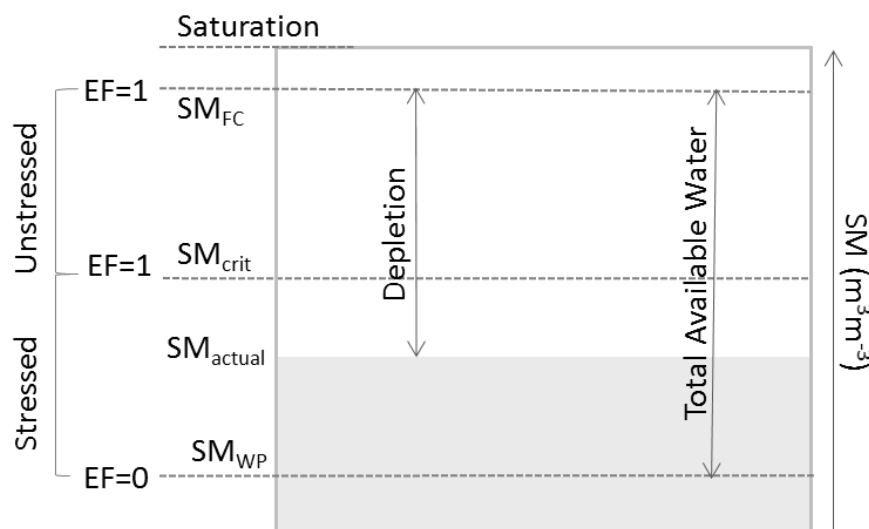 Saturation
EF=1
SM_FC
Unstressed
Depletion
Total Available Water
SM (m³m⁻³)
EF=1
SM_crit
SM_actual
Stressed
SM_WP
EF=0